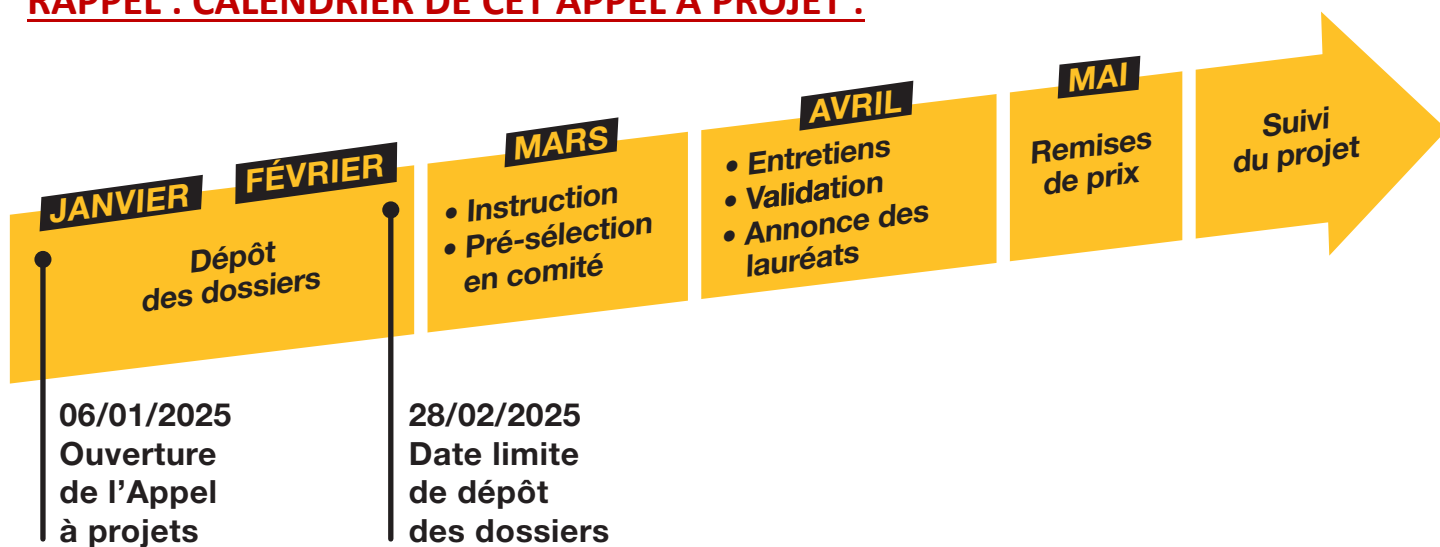 RAPPEL : CALENDRIER DE CET APPEL A PROJET :
JANVIER
FÉVRIER
Dépôt
des dossiers
MARS
• Instruction
• Pré-sélection
en comité
AVRIL
• Entretiens
• Validation
• Annonce des
lauréats
MAI
Remises
de prix
Suivi
du projet
06/01/2025
Ouverture
de l’Appel
à projets
28/02/2025
Date limite
de dépôt
des dossiers